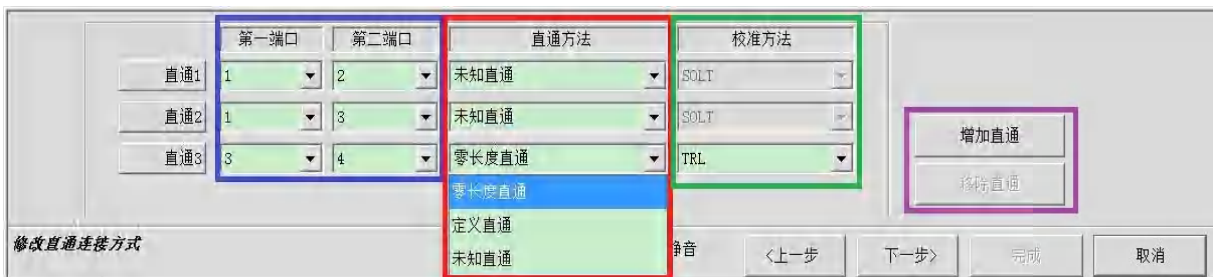 第一端口 第二端口 直通方法 校准方法
直通1 1 2 未知直通 SOLT
直通2 1 3 未知直通 SOLT
增加直通
直通3 3 4 零长度直通 TRL
零长度直通 移除直通
定义直通
修改直通连接方式 未知直通 静音 <上一步 下一步> 完成 取消